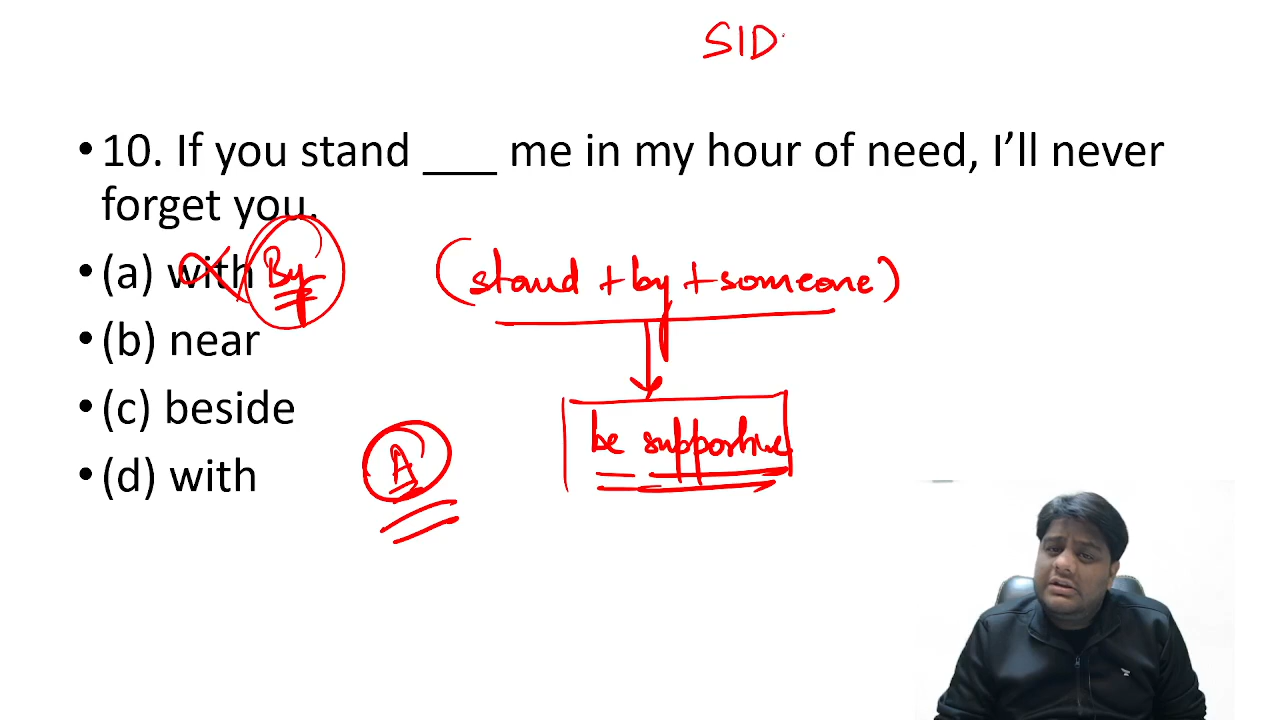 SID
• 10. If you stand ___ me in my hour of need, I’ll never
forget you.
• (a) with By
(stand + by + someone)
• (b) near
• (c) beside
be supportive
• (d) with
A